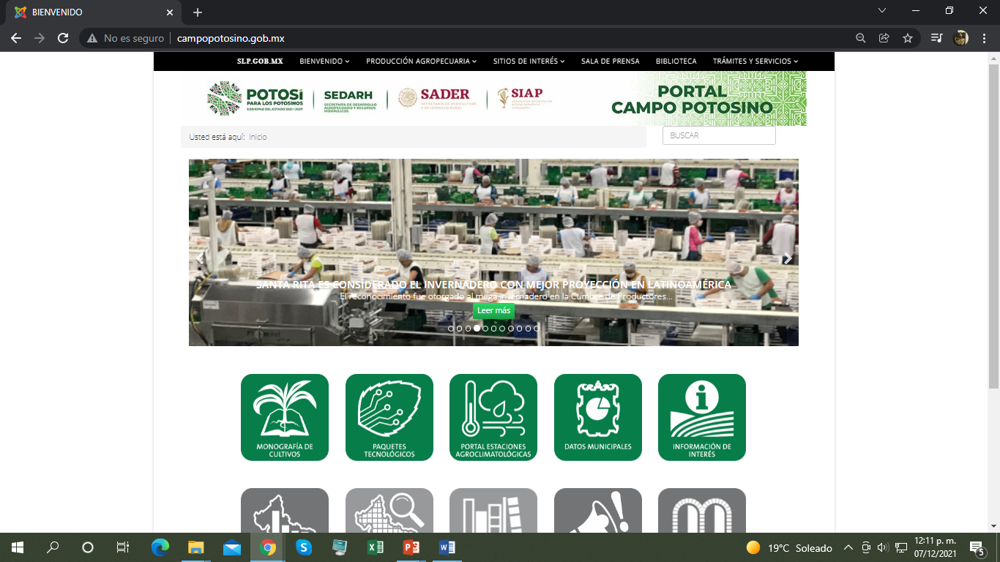 BIENVENIDO
No es seguro campopotosino.gob.mx
SLP.GOB.MX BIENVENIDO PRODUCCIÓN AGROPECUARIA SITIOS DE INTERÉS SALA DE PRENSA BIBLIOTECA TRÁMITES Y SERVICIOS
POTOSÍ
PARA LOS POTOSINOS
GOBIERNO DEL ESTADO 2021 • 2027
SEDARH
SECRETARÍA DE DESARROLLO
AGROPECUARIO Y RECURSOS
HIDRÁULICOS
SADER
SECRETARÍA DE AGRICULTURA
Y DESARROLLO RURAL
SIAP
PORTAL
CAMPO POTOSINO
Usted está aquí: Inicio
BUSCAR
SANTA RITA ES CONSIDERADO EL INVERNADERO CON MEJOR PROYECCIÓN EN LATINOAMÉRICA
El reconocimiento fue otorgado al mega invernadero en la Cumbre de Productores...
Leer más
MONOGRAFÍA DE
CULTIVOS
PAQUETES
TECNOLÓGICOS
PORTAL ESTACIONES
AGROCLIMATOLÓGICAS
DATOS MUNICIPALES
INFORMACIÓN DE
INTERÉS
19°C Soleado
12:11 p. m.
07/12/2021
5